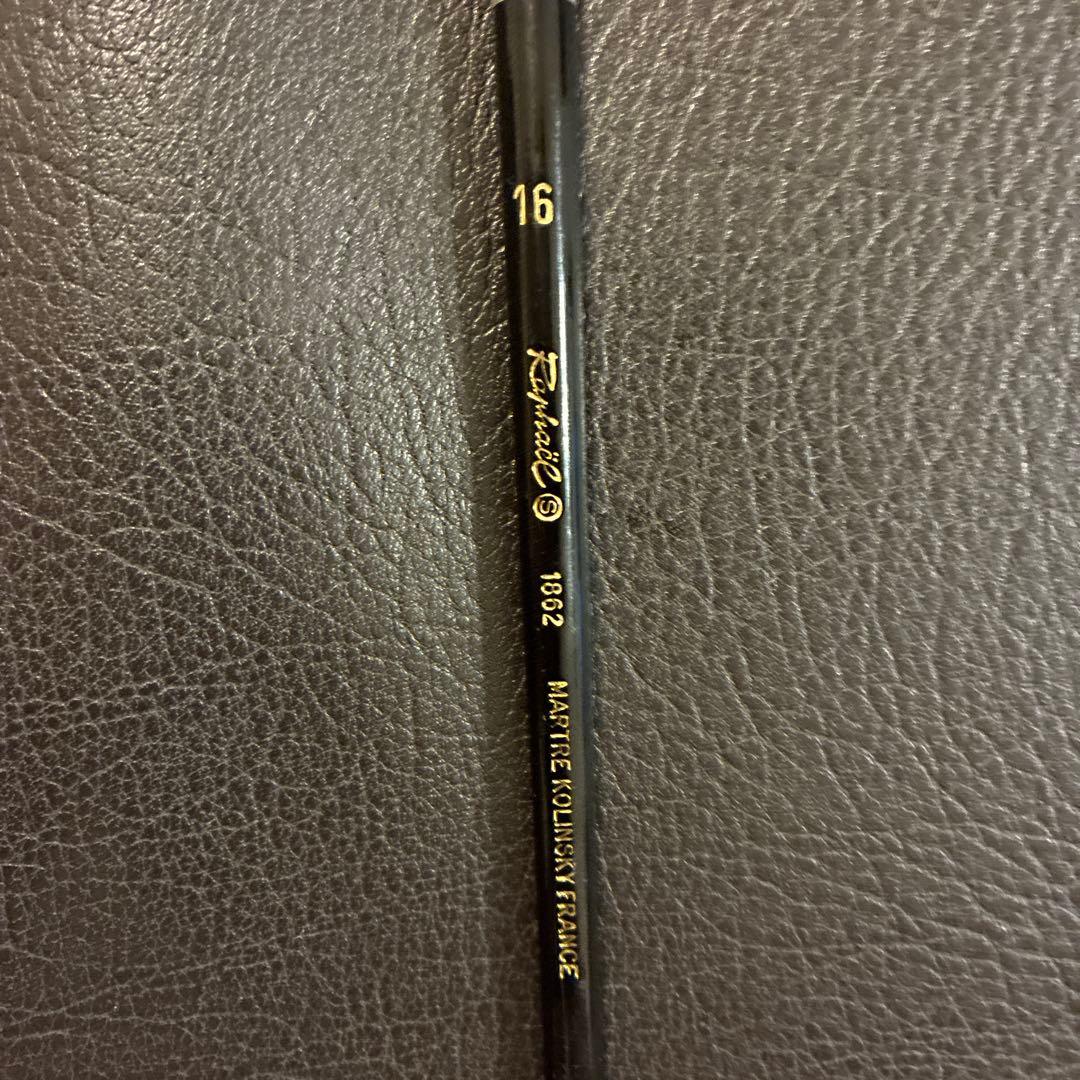 16
Raphaël Ⓢ 1862 MARTRE KOLINSKY FRANCE